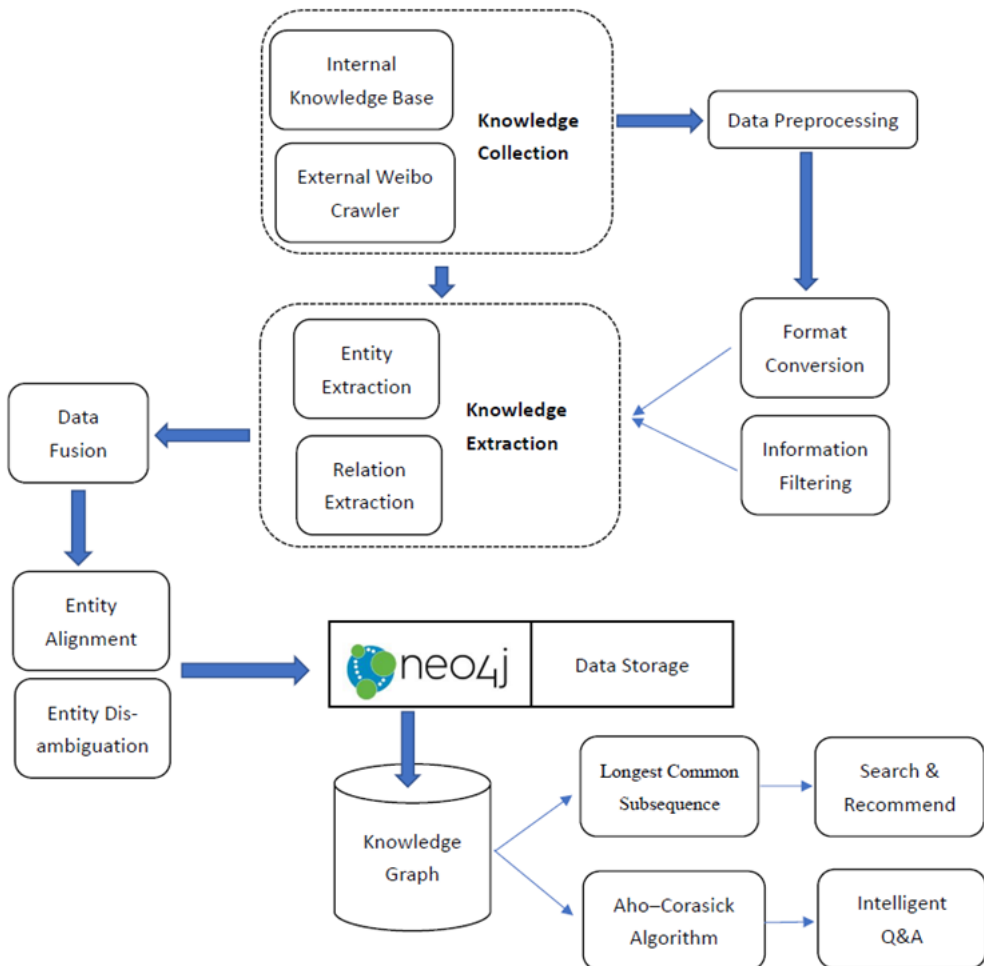 Internal
Knowledge Base
Knowledge
Collection
External Weibo
Crawler
Data Preprocessing
Format
Conversion
Information
Filtering
Entity
Extraction
Knowledge
Extraction
Relation
Extraction
Data
Fusion
Entity
Alignment
Entity Dis-
ambiguation
neo4j
Data Storage
Knowledge
Graph
Longest Common
Subsequence
Search &
Recommend
Aho–Corasick
Algorithm
Intelligent
Q&A